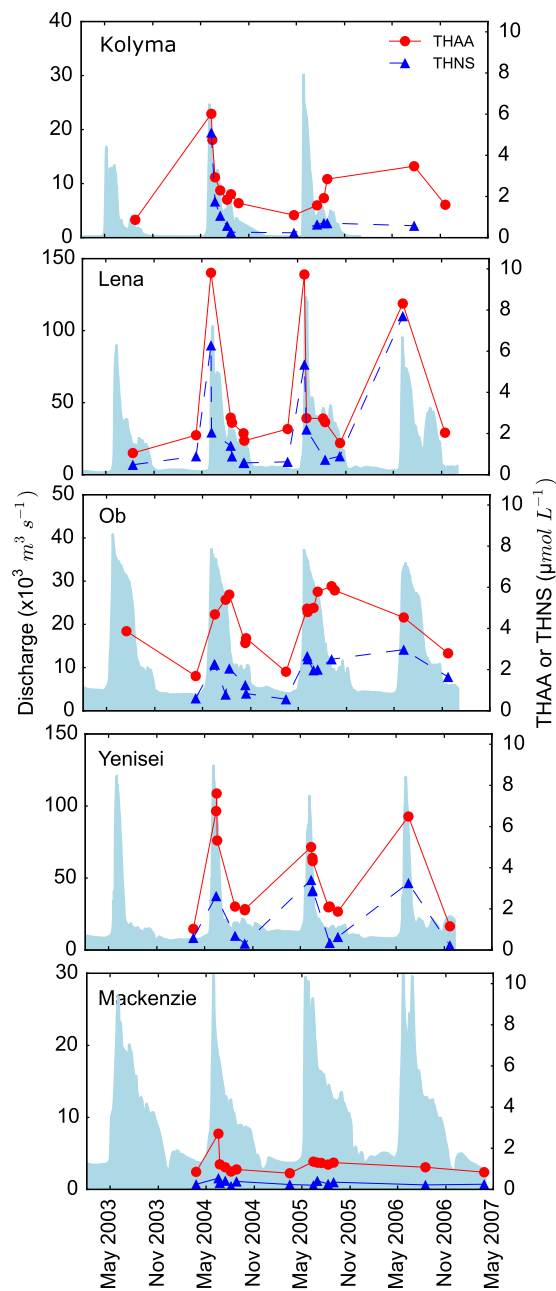 Kolyma
THAA
THNS
40
30
20
10
0
10
8
6
4
2
0
Lena
150
100
50
0
10
8
6
4
2
0
Ob
50
40
30
20
10
0
10
8
6
4
2
0
Discharge (x10³ m³ s⁻¹)
THAA or THNS (μmol L⁻¹)
Yenisei
150
100
50
0
10
8
6
4
2
0
Mackenzie
30
20
10
0
10
8
6
4
2
0
May 2003
Nov 2003
May 2004
Nov 2004
May 2005
Nov 2005
May 2006
Nov 2006
May 2007